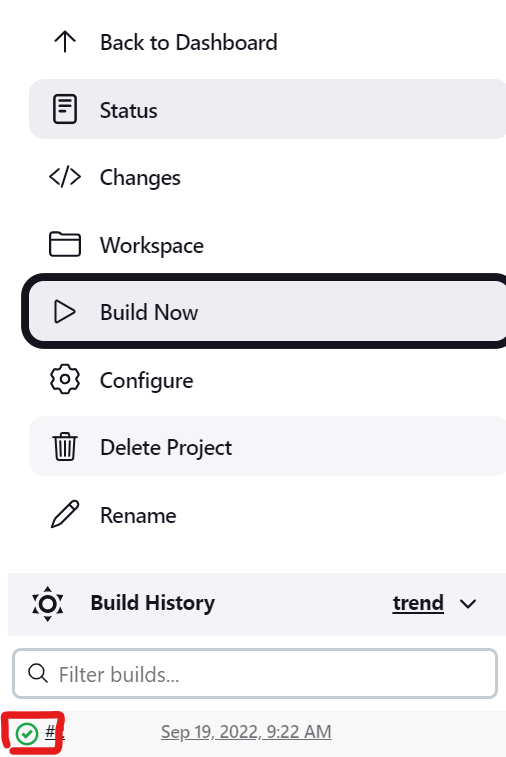 Back to Dashboard
Status
Changes
Workspace
Build Now
Configure
Delete Project
Rename
Build History trend
Filter builds...
Sep 19, 2022, 9:22 AM